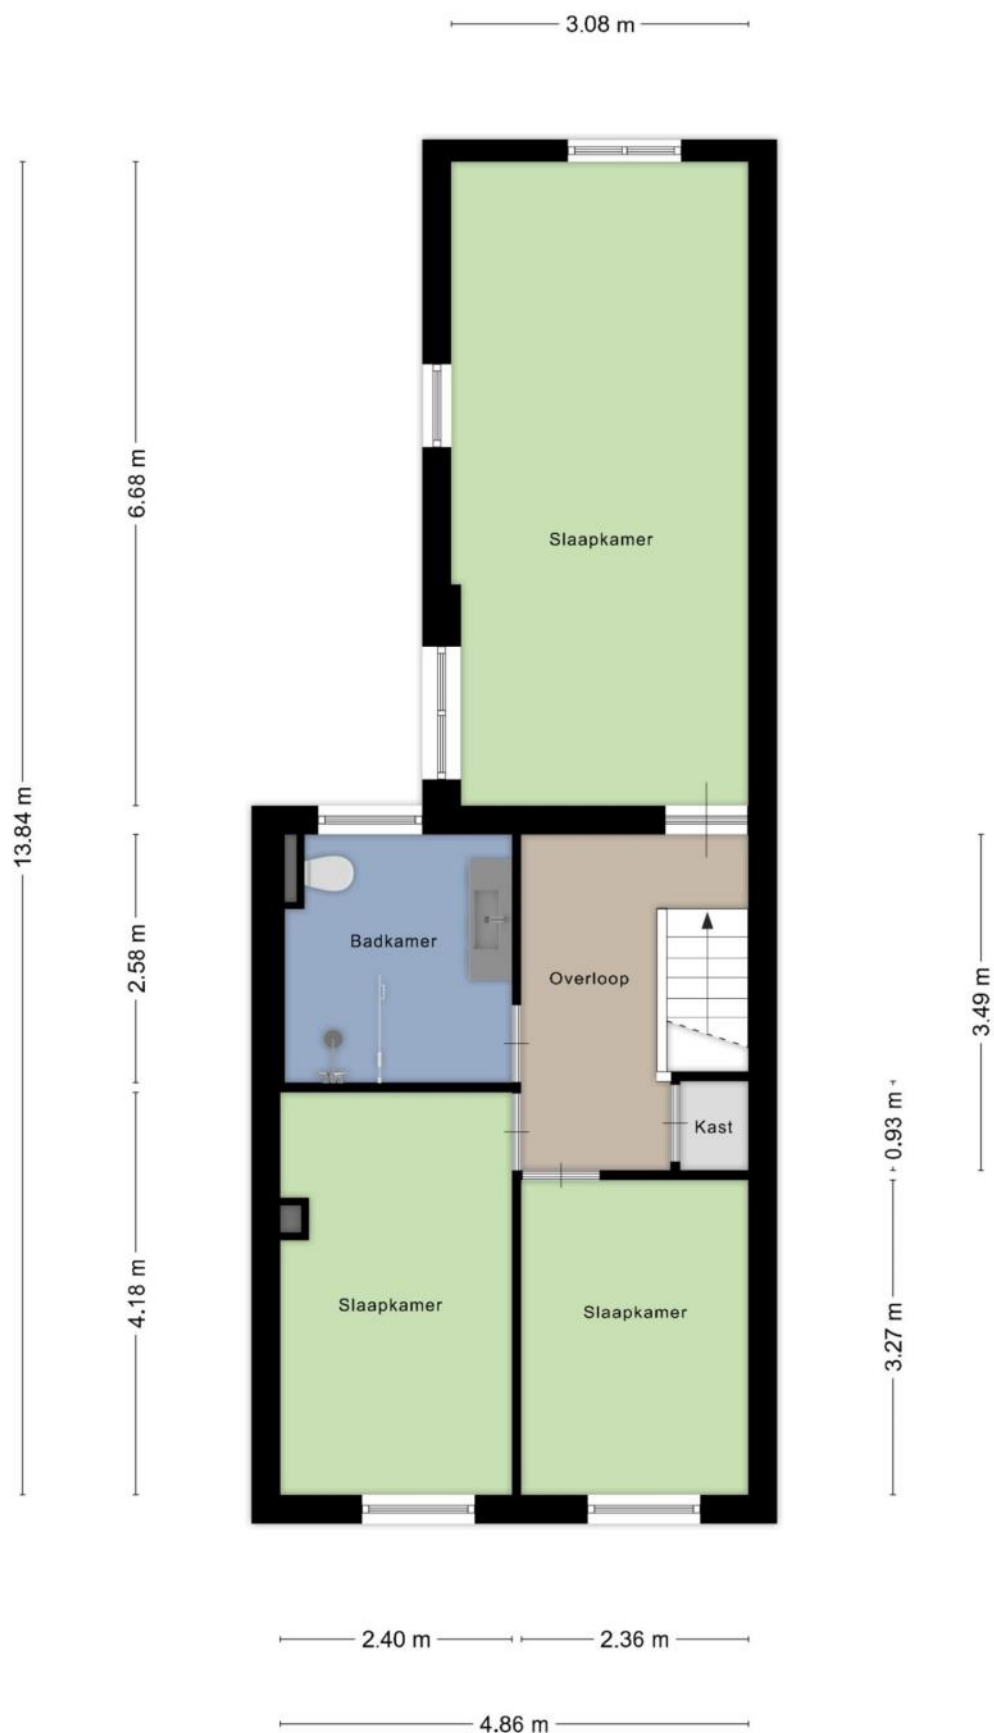 3.08 m
6.68 m
Slaapkamer
13.84 m
2.58 m
Badkamer
Overloop
3.49 m
Kast
0.93 m
4.18 m
Slaapkamer
Slaapkamer
3.27 m
2.40 m
2.36 m
4.86 m